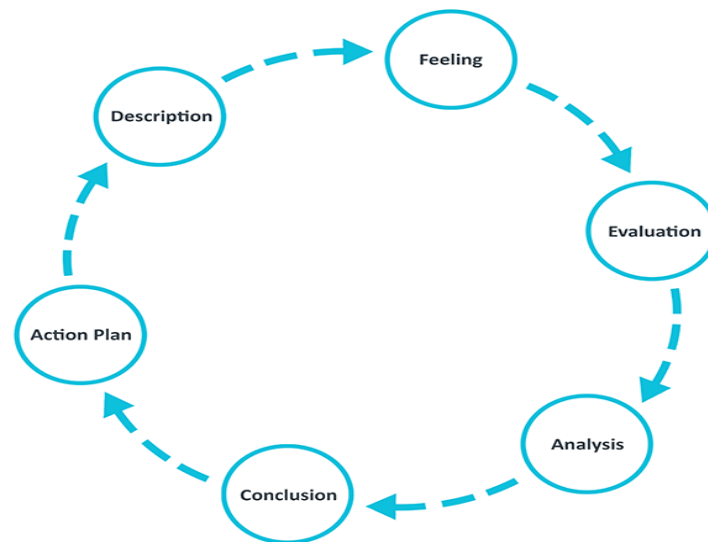 Feeling
Description
Evaluation
Action Plan
Analysis
Conclusion